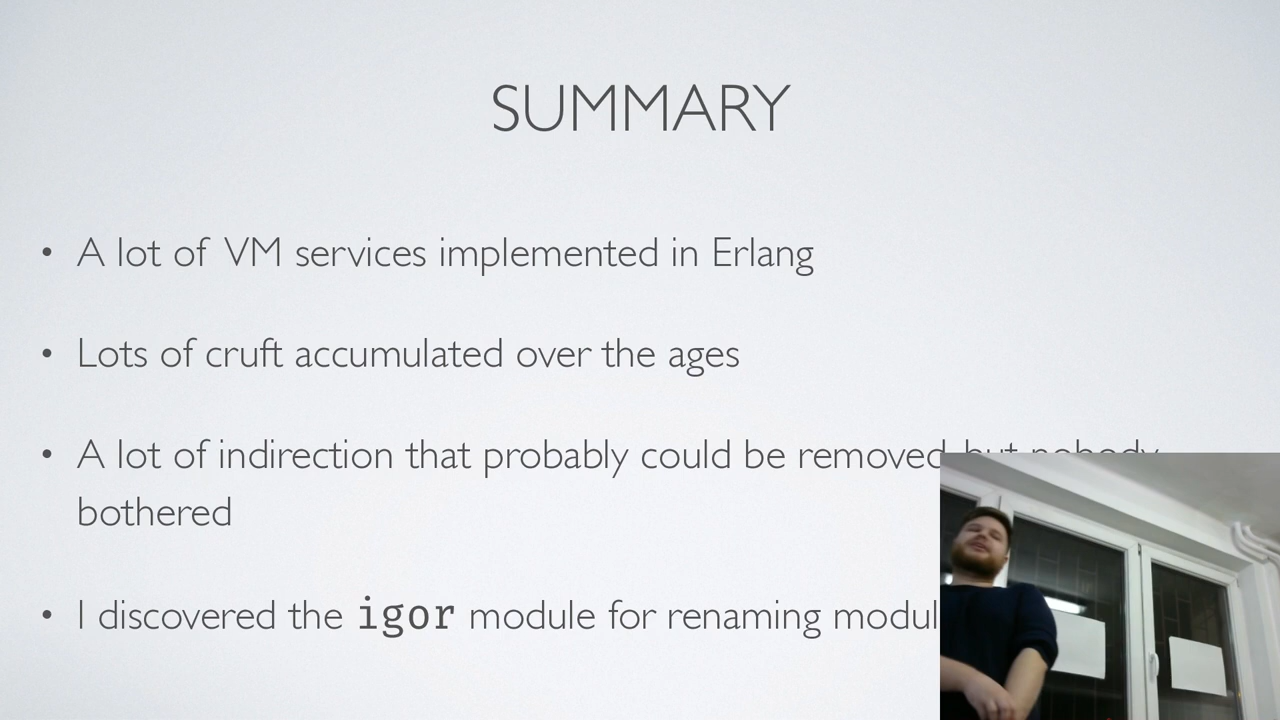 SUMMARY
• A lot of VM services implemented in Erlang
• Lots of cruft accumulated over the ages
• A lot of indirection that probably could be removed but nobody
bothered
• I discovered the igor module for renaming modul